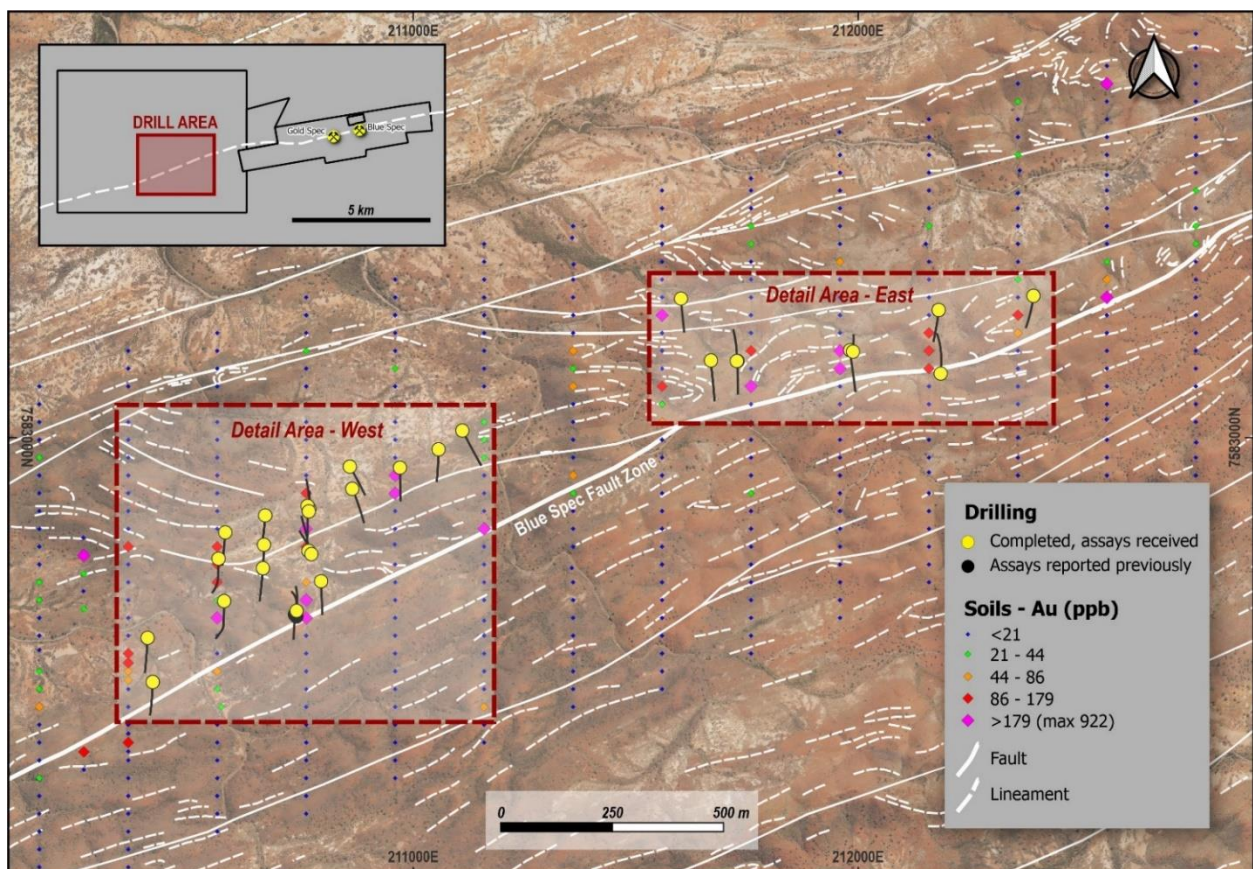 211000E
212000E
DRILL AREA
Gold Spec
Blue Spec
5 km
Detail Area - East
7583000N
7583000N
Detail Area - West
Blue Spec Fault Zone
Drilling
Completed, assays received
Assays reported previously
Soils - Au (ppb)
<21
21 - 44
44 - 86
86 - 179
>179 (max 922)
Fault
Lineament
0 250 500 m
211000E
212000E